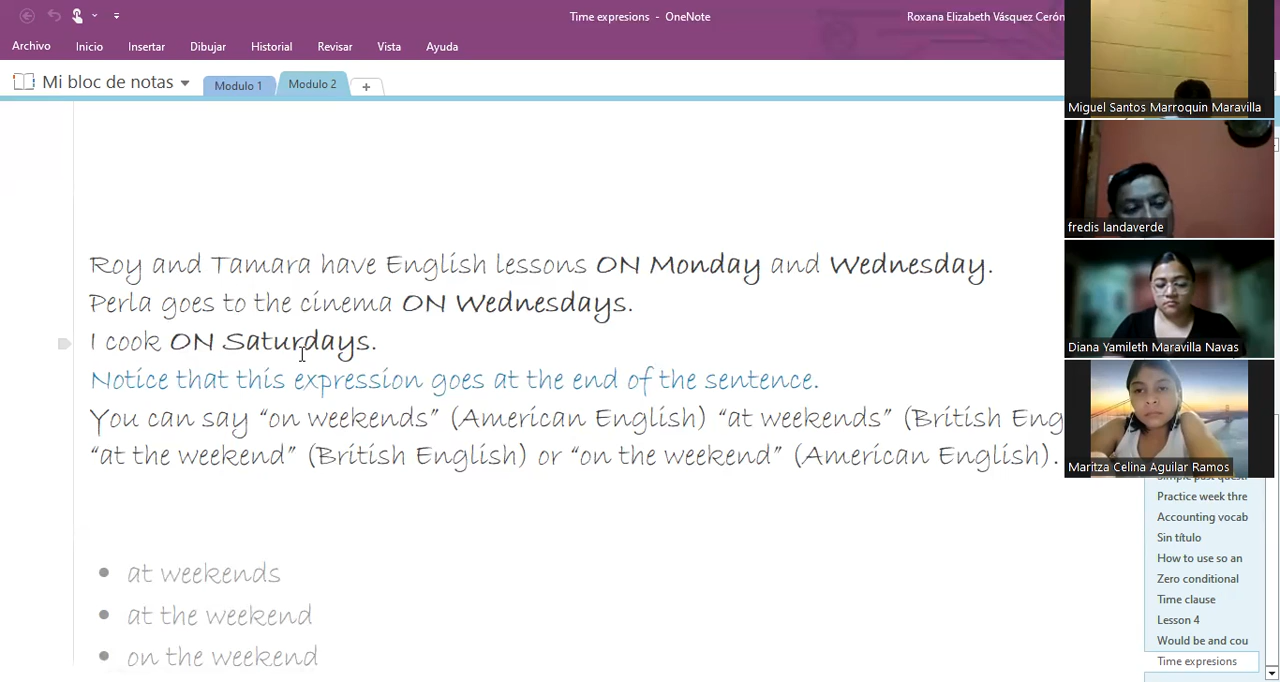 Time expresions - OneNote
Roxana Elizabeth Vásquez Cerón
Archivo Inicio Insertar Dibujar Historial Revisar Vista Ayuda
Mi bloc de notas Modulo 1 Modulo 2 +
Roy and Tamara have English lessons ON Monday and Wednesday.
Perla goes to the cinema ON Wednesdays.
I cook ON Saturdays.
Notice that this expression goes at the end of the sentence.
You can say “on weekends” (American English) “at weekends” (British Eng
“at the weekend” (British English) or “on the weekend” (American English).
• at weekends
• at the weekend
• on the weekend
Miguel Santos Marroquin Maravilla
fredis landaverde
Diana Yamileth Maravilla Navas
Maritza Celina Aguilar Ramos
Simple past questi
Practice week thre
Accounting vocab
Sin título
How to use so an
Zero conditional
Time clause
Lesson 4
Would be and cou
Time expresions